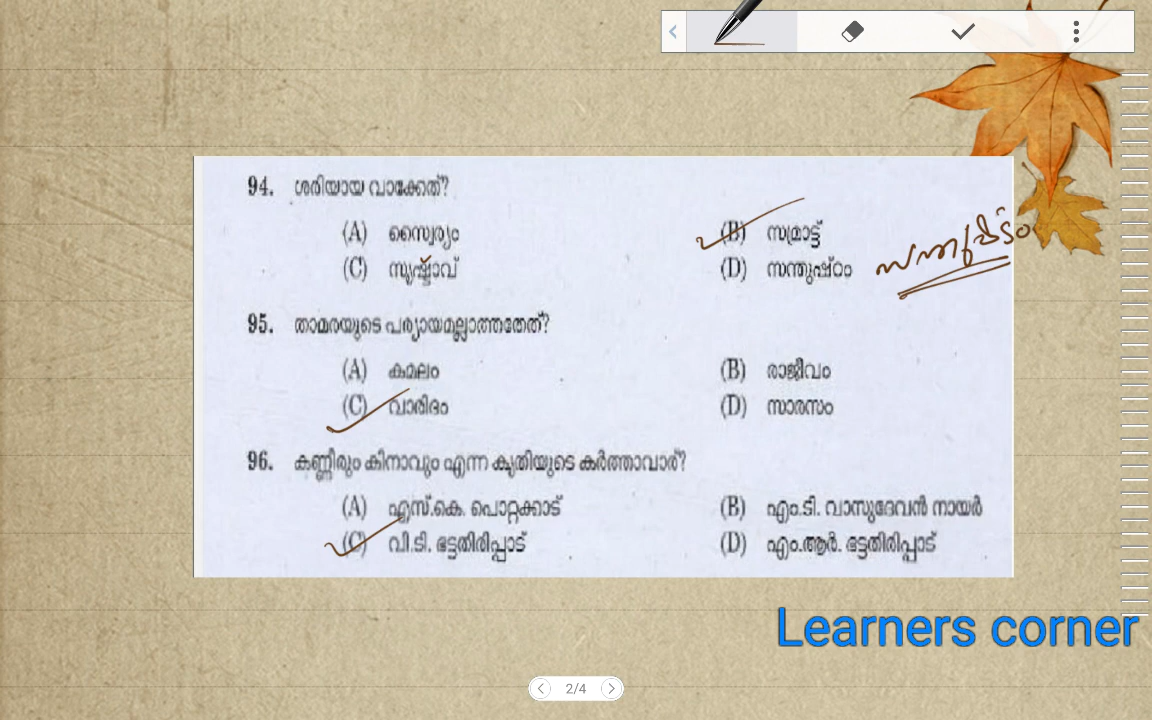 94. ശരിയായ വാക്കേത്?
(A) സ്വൈര്യം (B) സമ്രാട്ട്
(C) സൃഷ്ടാവ് (D) സന്തുഷ്ഠം സന്തുഷ്ടം
95. താമരയുടെ പര്യായമല്ലാത്തതേത്?
(A) കമലം (B) രാജീവം
(C) വാരിദം (D) സാരസം
96. കണ്ണീരും കിനാവും എന്ന കൃതിയുടെ കർത്താവാര്?
(A) എസ്.കെ. പൊറ്റക്കാട് (B) എം.ടി. വാസുദേവൻ നായർ
(C) വി.ടി. ഭട്ടതിരിപ്പാട് (D) എം.ആർ. ഭട്ടതിരിപ്പാട്
Learners corner
2/4